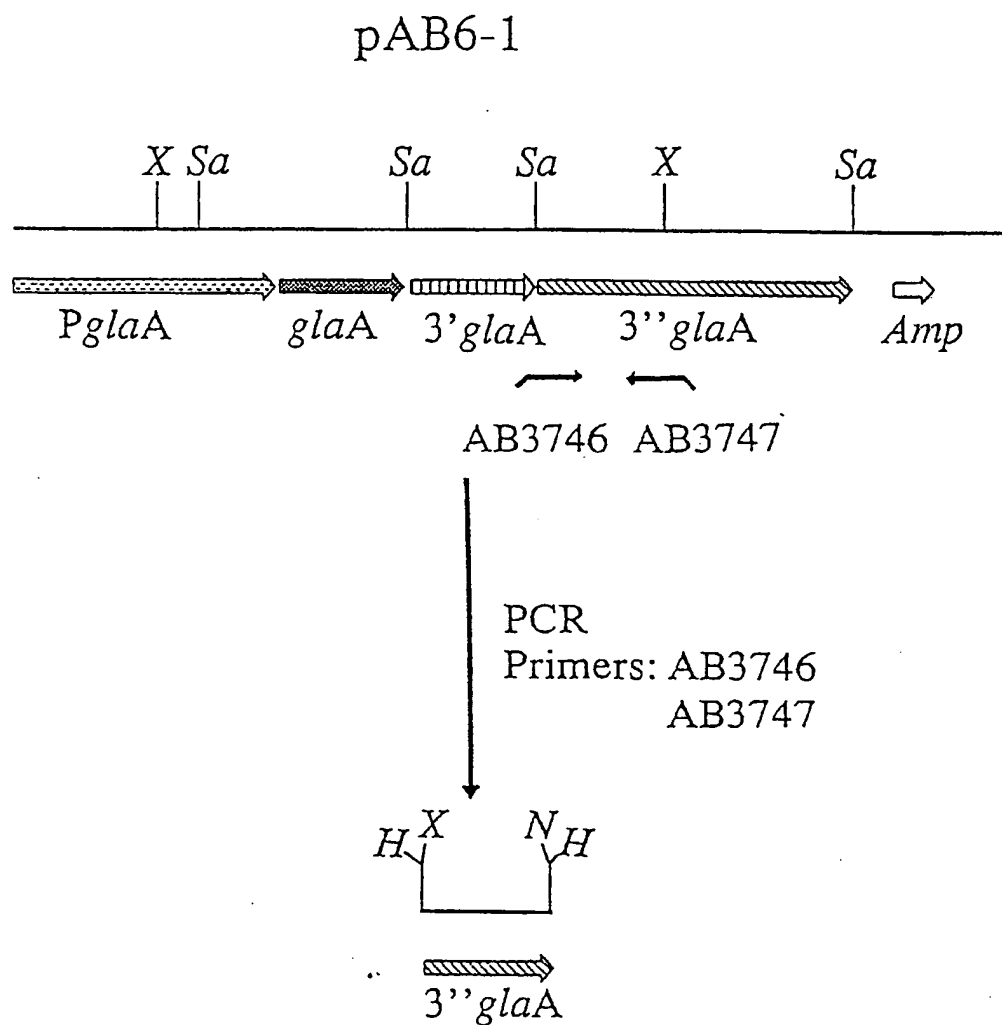 pAB6-1
X Sa Sa Sa X Sa
PglaA glaA 3'glaA 3''glaA Amp
AB3746 AB3747
PCR
Primers: AB3746
AB3747
H X N H
3''glaA